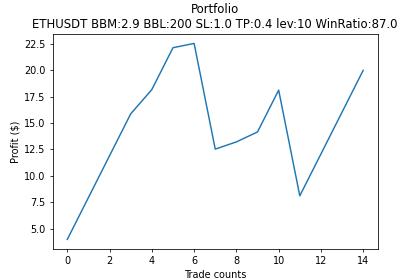 Portfolio
ETHUSDT BBM:2.9 BBL:200 SL:1.0 TP:0.4 lev:10 WinRatio:87.0
22.5
20.0
17.5
15.0
12.5
10.0
7.5
5.0
Profit ($)
0 2 4 6 8 10 12 14
Trade counts